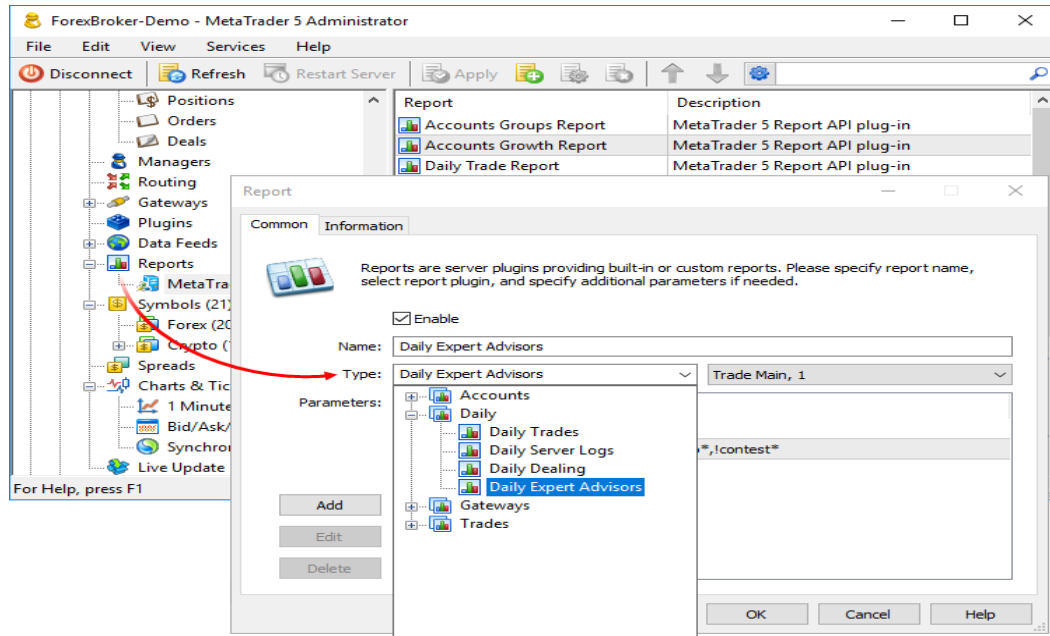 ForexBroker-Demo - MetaTrader 5 Administrator
File Edit View Services Help
Disconnect Refresh Restart Server Apply
Positions
Orders
Deals
Managers
Routing
Gateways
Plugins
Data Feeds
Reports
MetaTra
Symbols (21)
Forex (20
Crypto (
Spreads
Charts & Tic
1 Minute
Bid/Ask/
Synchro
Live Update
For Help, press F1
Report Description
Accounts Groups Report MetaTrader 5 Report API plug-in
Accounts Growth Report MetaTrader 5 Report API plug-in
Daily Trade Report MetaTrader 5 Report API plug-in
Report
Common Information
Reports are server plugins providing built-in or custom reports. Please specify report name,
select report plugin, and specify additional parameters if needed.
Enable
Name: Daily Expert Advisors
Type: Daily Expert Advisors Trade Main, 1
Parameters:
Accounts
Daily
Daily Trades
Daily Server Logs
Daily Dealing
Daily Expert Advisors
Gateways
Trades
*,!contest*
Add
Edit
Delete
OK Cancel Help